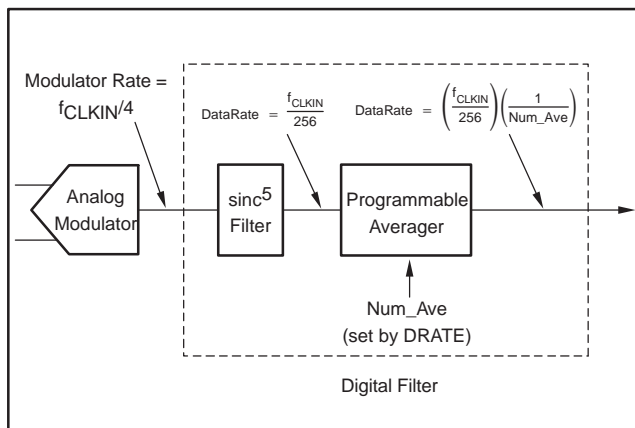 Modulator Rate =
fCLKIN/4
DataRate = fCLKIN/256
DataRate = (fCLKIN/256)(1/Num_Ave)
Analog
Modulator
sinc5
Filter
Programmable
Averager
Num_Ave
(set by DRATE)
Digital Filter